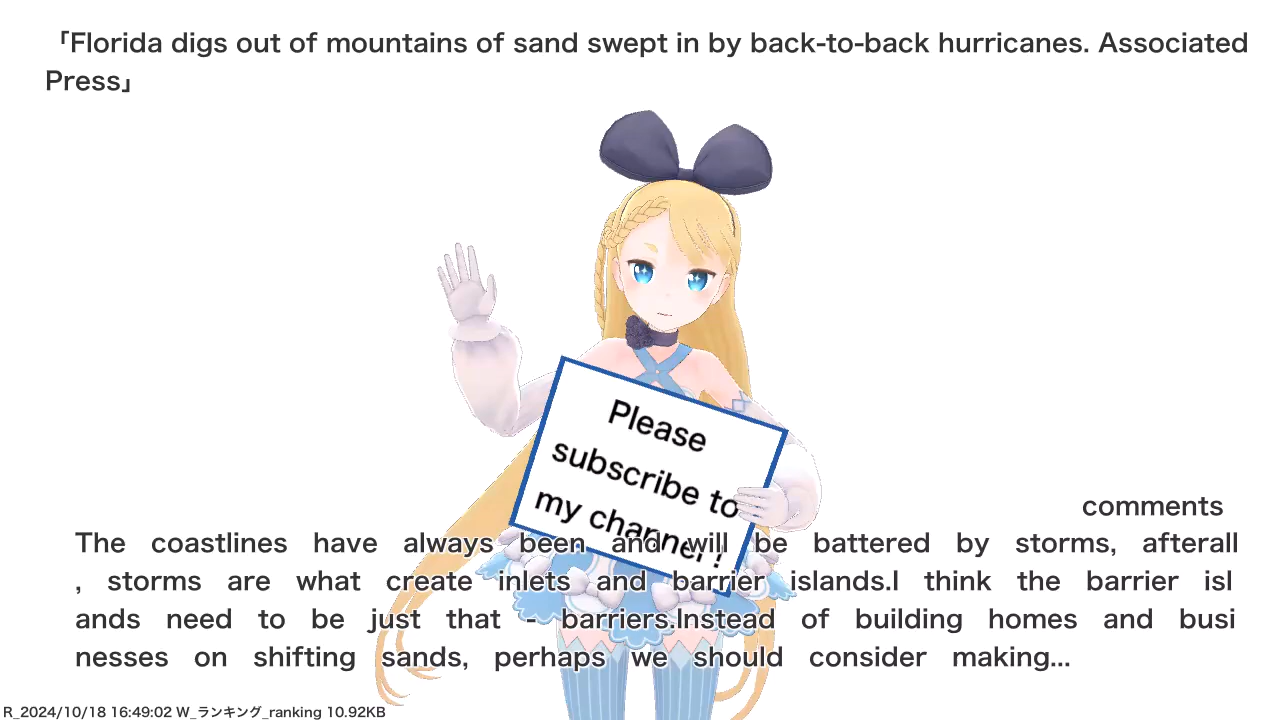 「Florida digs out of mountains of sand swept in by back-to-back hurricanes. Associated
Press」
Please
subscribe to
my channel!
comments
The coastlines have always been and will be battered by storms, afterall
, storms are what create inlets and barrier islands.I think the barrier isl
ands need to be just that - barriers.Instead of building homes and busi
nesses on shifting sands, perhaps we should consider making...
R_2024/10/18 16:49:02 W_ランキング_ranking 10.92KB